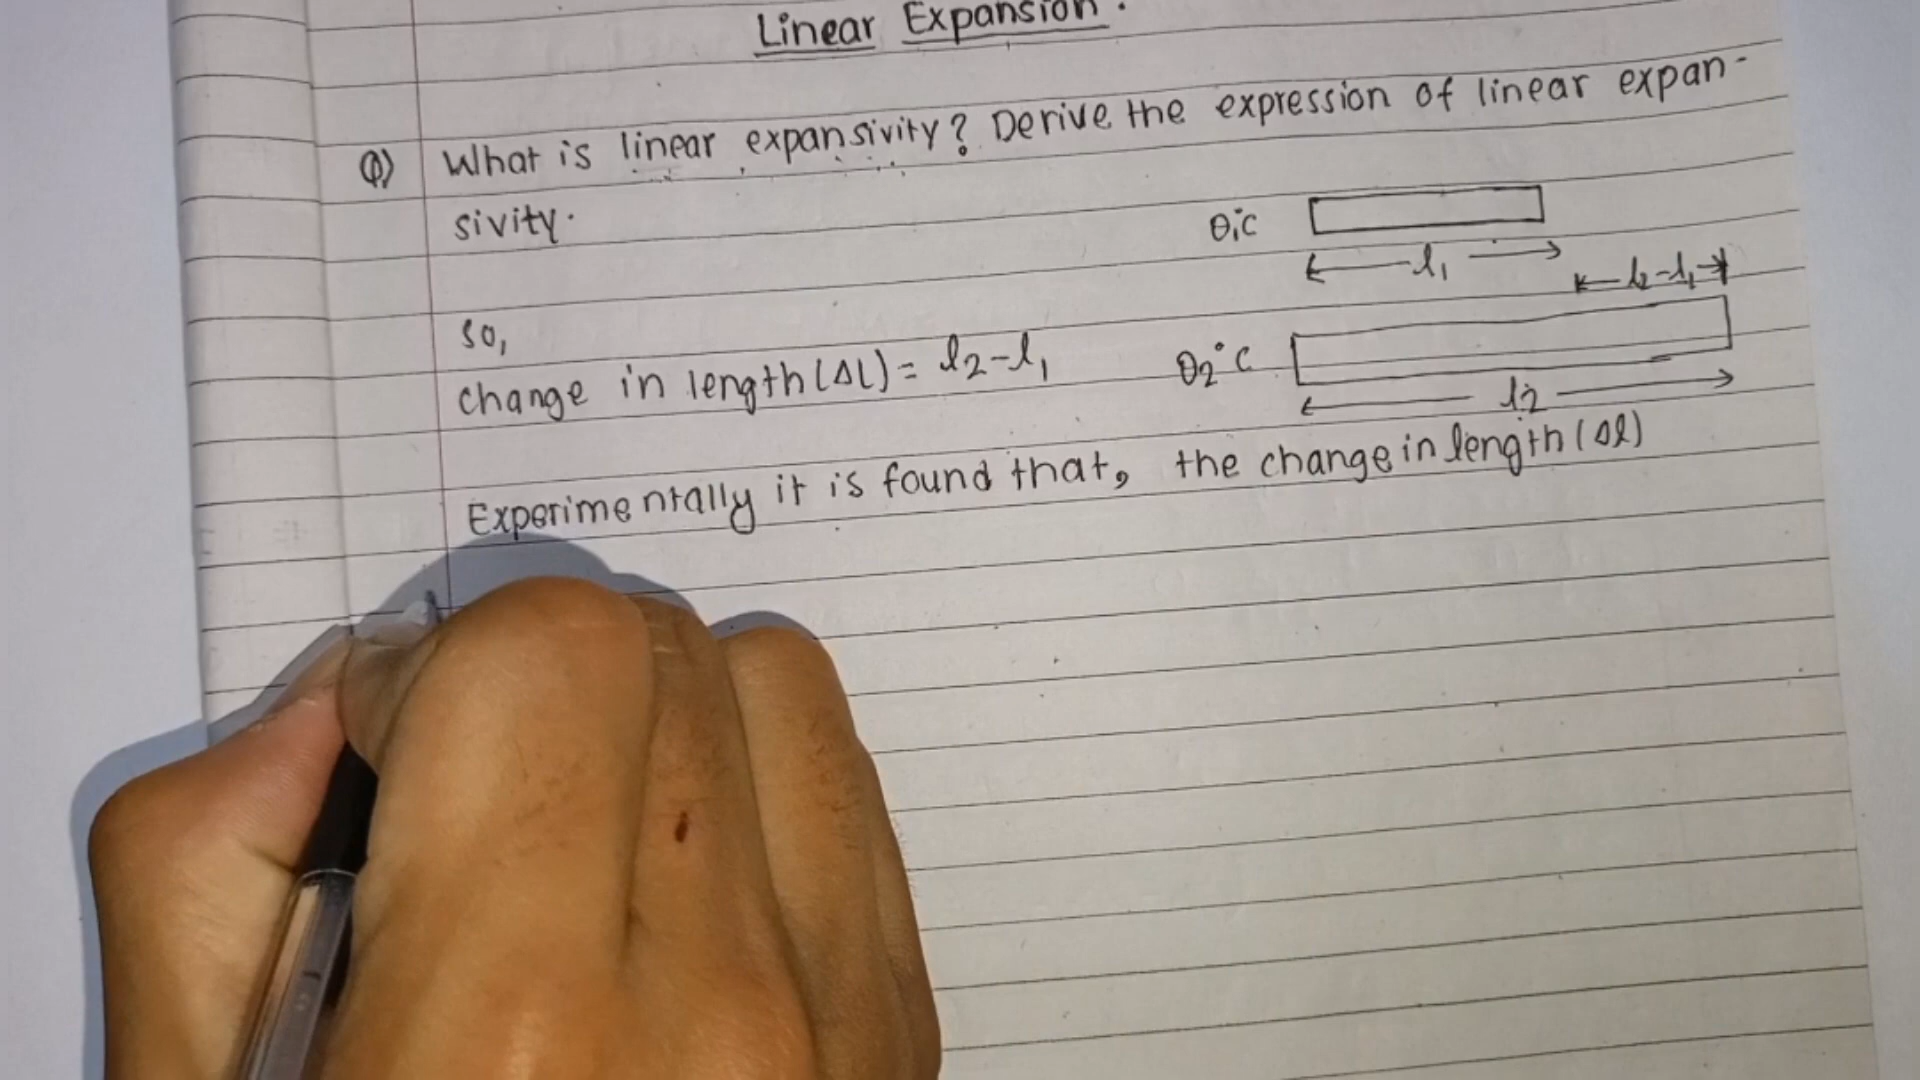 Linear Expansion.
Q) What is linear expansivity? Derive the expression of linear expan-
sivity.
θ₁°C
l₁
l₂-l₁
so,
change in length (ΔL) = l₂-l₁
θ₂°C
l₂
Experimentally it is found that, the change in length (Δl)